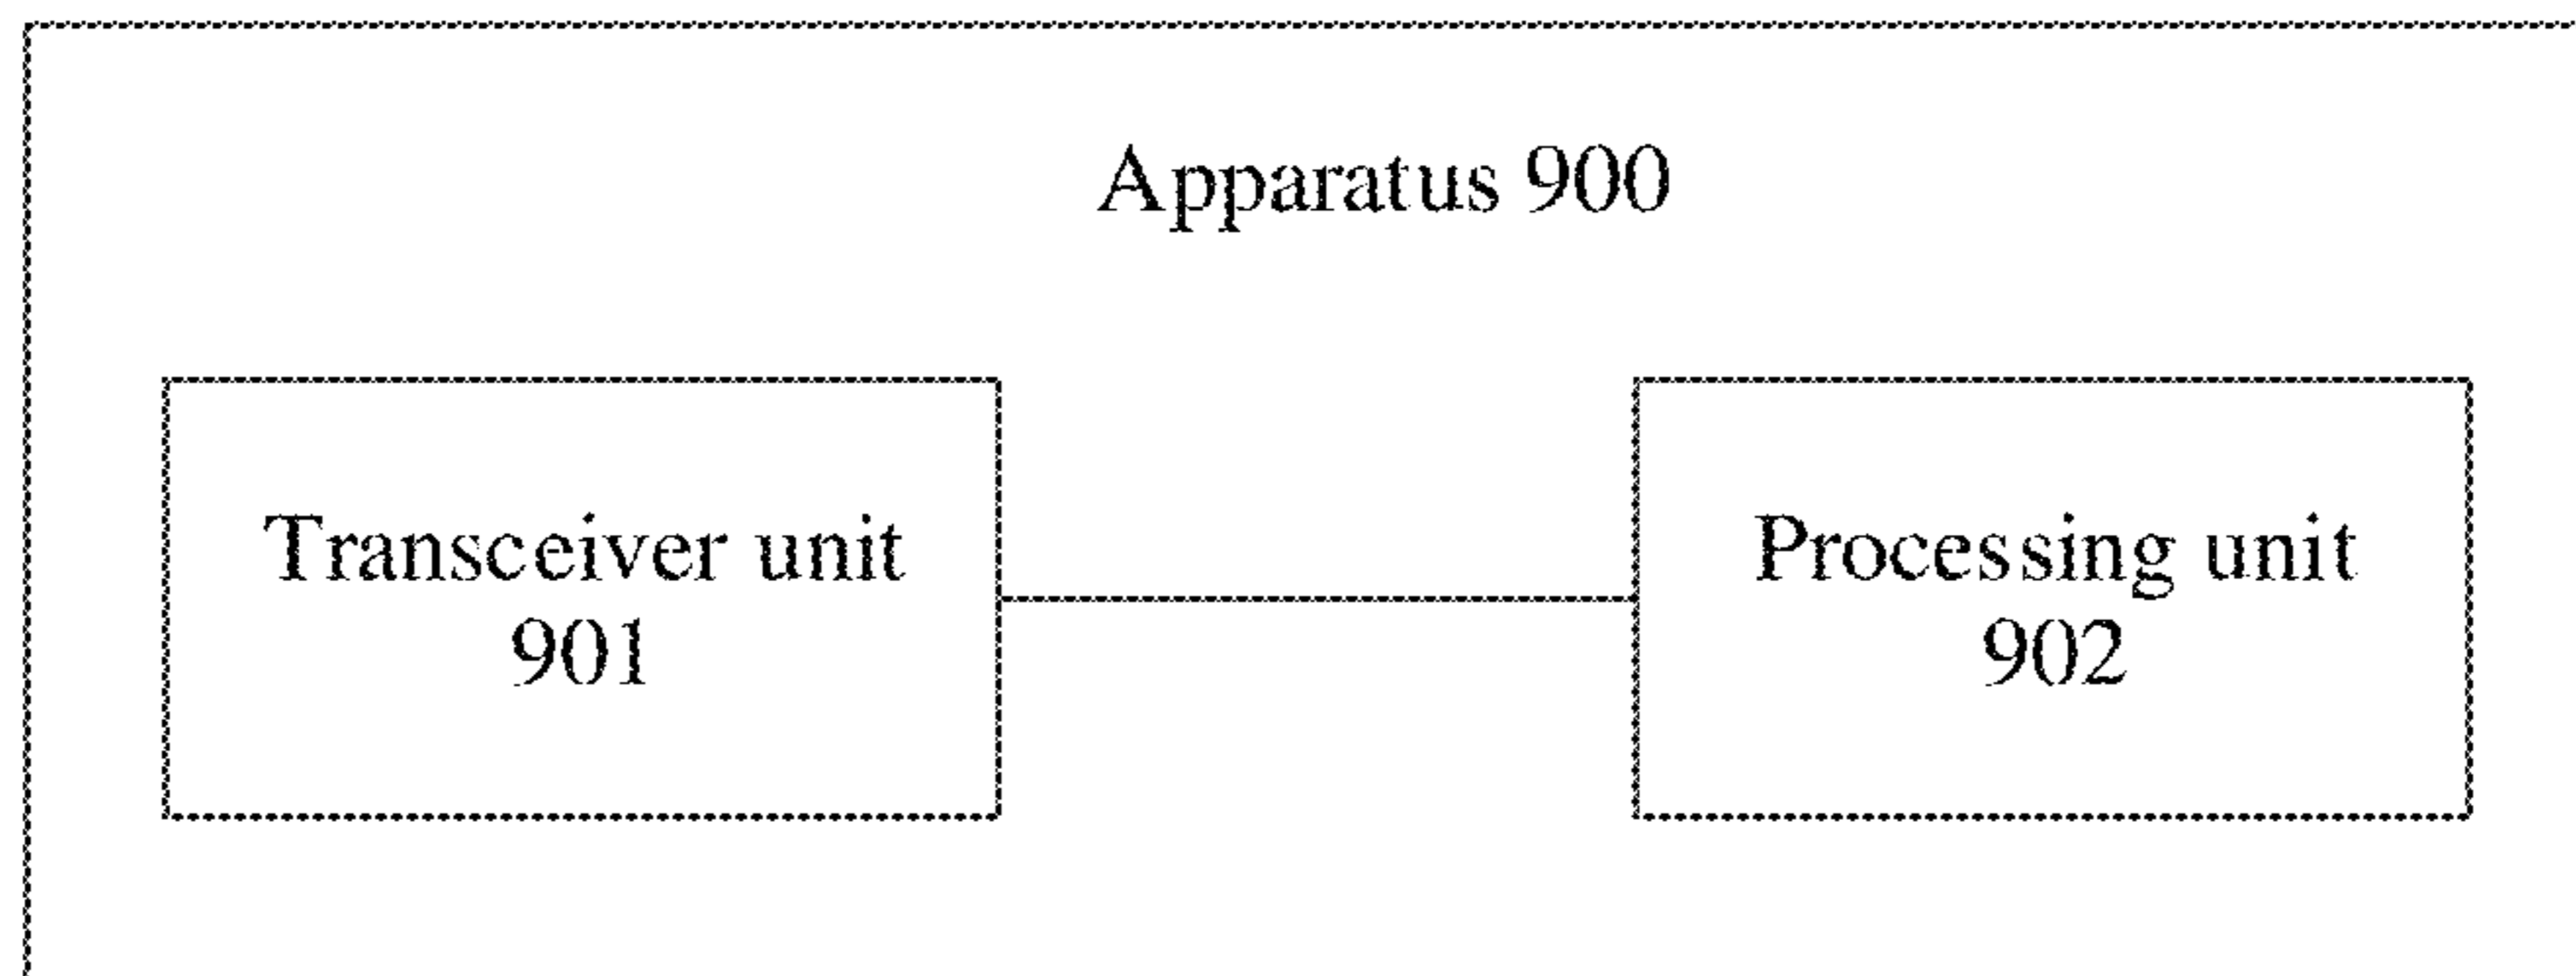 Apparatus 900
Transceiver unit
901
Processing unit
902